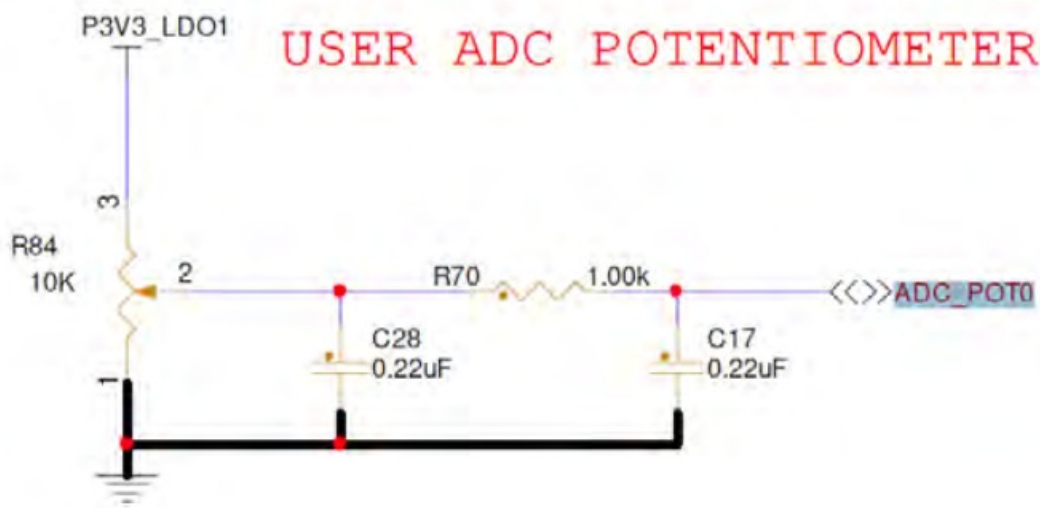 P3V3_LDO1
USER ADC POTENTIOMETER
3
R84
10K
2
R70
1.00k
ADC_POT0
C28
0.22uF
C17
0.22uF
1